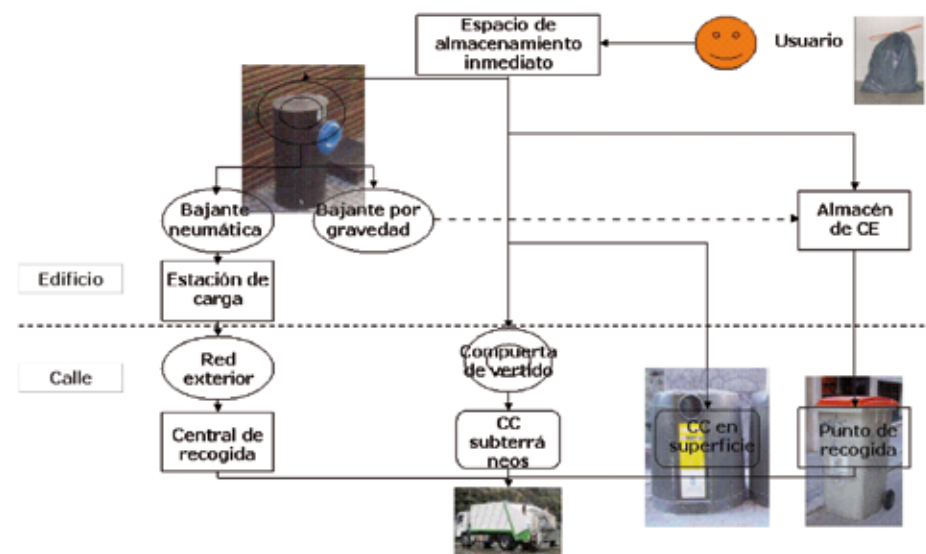 Espacio de
almacenamiento
inmediato
Usuario
Bajante
neumática
Bajante por
gravedad
Almacén
de CE
Edificio
Estación de
carga
Calle
Red
exterior
Compuerta
de vertido
Central de
recogida
CC
subterrá
neos
CC en
superficie
Punto de
recogida